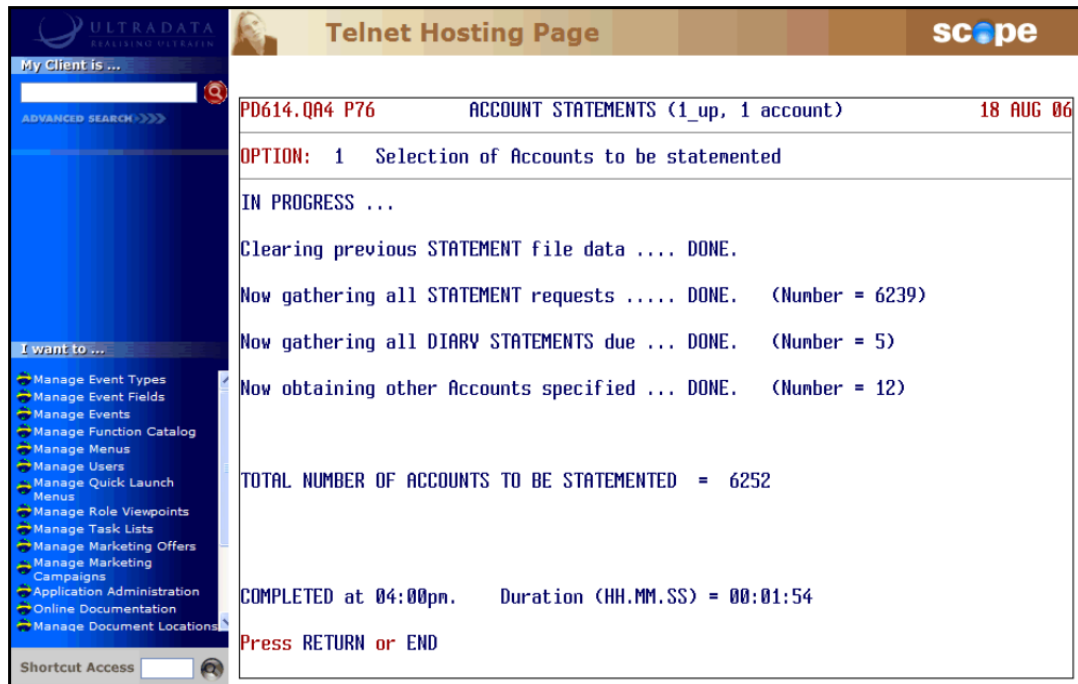 ULTRADATA
REALISING ULTRAFIN
Telnet Hosting Page
scope
My Client is ...
ADVANCED SEARCH >>>
PD614.QA4 P76 ACCOUNT STATEMENTS (1_up, 1 account) 18 AUG 06
OPTION: 1 Selection of Accounts to be statemented
IN PROGRESS ...
Clearing previous STATEMENT file data .... DONE.
Now gathering all STATEMENT requests ..... DONE. (Number = 6239)
Now gathering all DIARY STATEMENTS due ... DONE. (Number = 5)
Now obtaining other Accounts specified ... DONE. (Number = 12)
TOTAL NUMBER OF ACCOUNTS TO BE STATEMENTED = 6252
COMPLETED at 04:00pm. Duration (HH.MM.SS) = 00:01:54
Press RETURN or END
I want to ...
Manage Event Types
Manage Event Fields
Manage Events
Manage Function Catalog
Manage Menus
Manage Users
Manage Quick Launch
Menus
Manage Role Viewpoints
Manage Task Lists
Manage Marketing Offers
Manage Marketing
Campaigns
Application Administration
Online Documentation
Manage Document Locations
Shortcut Access